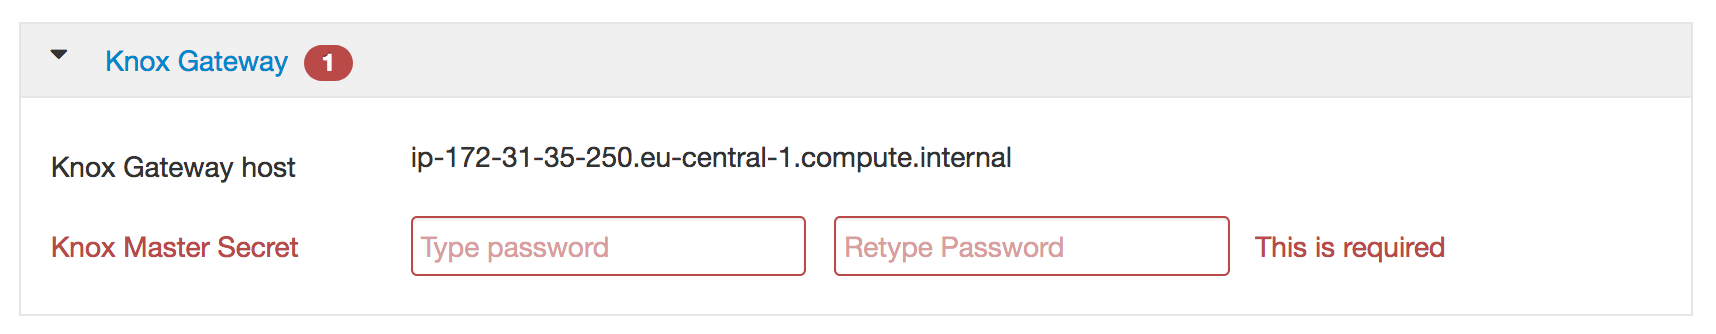 Knox Gateway 1
Knox Gateway host ip-172-31-35-250.eu-central-1.compute.internal
Knox Master Secret Type password Retype Password This is required